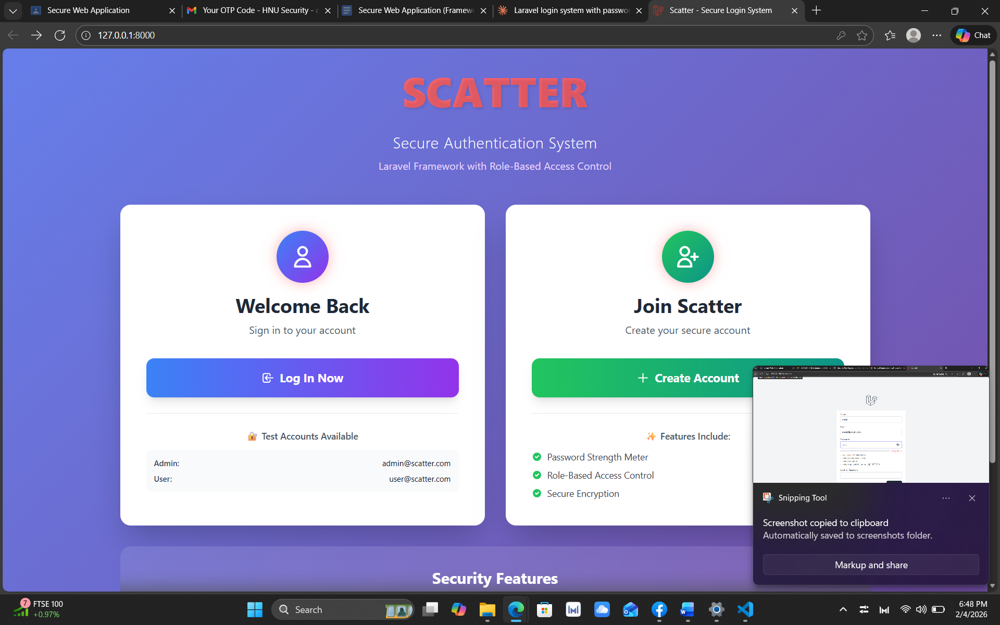 Secure Web Application
Your OTP Code - HNU Security -
Secure Web Application (Framew
Laravel login system with passwo
Scatter - Secure Login System
127.0.0.1:8000
Chat
SCATTER
Secure Authentication System
Laravel Framework with Role-Based Access Control
Welcome Back
Sign in to your account
Log In Now
🔐 Test Accounts Available
Admin: admin@scatter.com
User: user@scatter.com
Join Scatter
Create your secure account
+ Create Account
✨ Features Include:
Password Strength Meter
Role-Based Access Control
Secure Encryption
Security Features
Snipping Tool
Screenshot copied to clipboard
Automatically saved to screenshots folder.
Markup and share
7
FTSE 100
+0.97%
Search
6:48 PM
2/4/2026